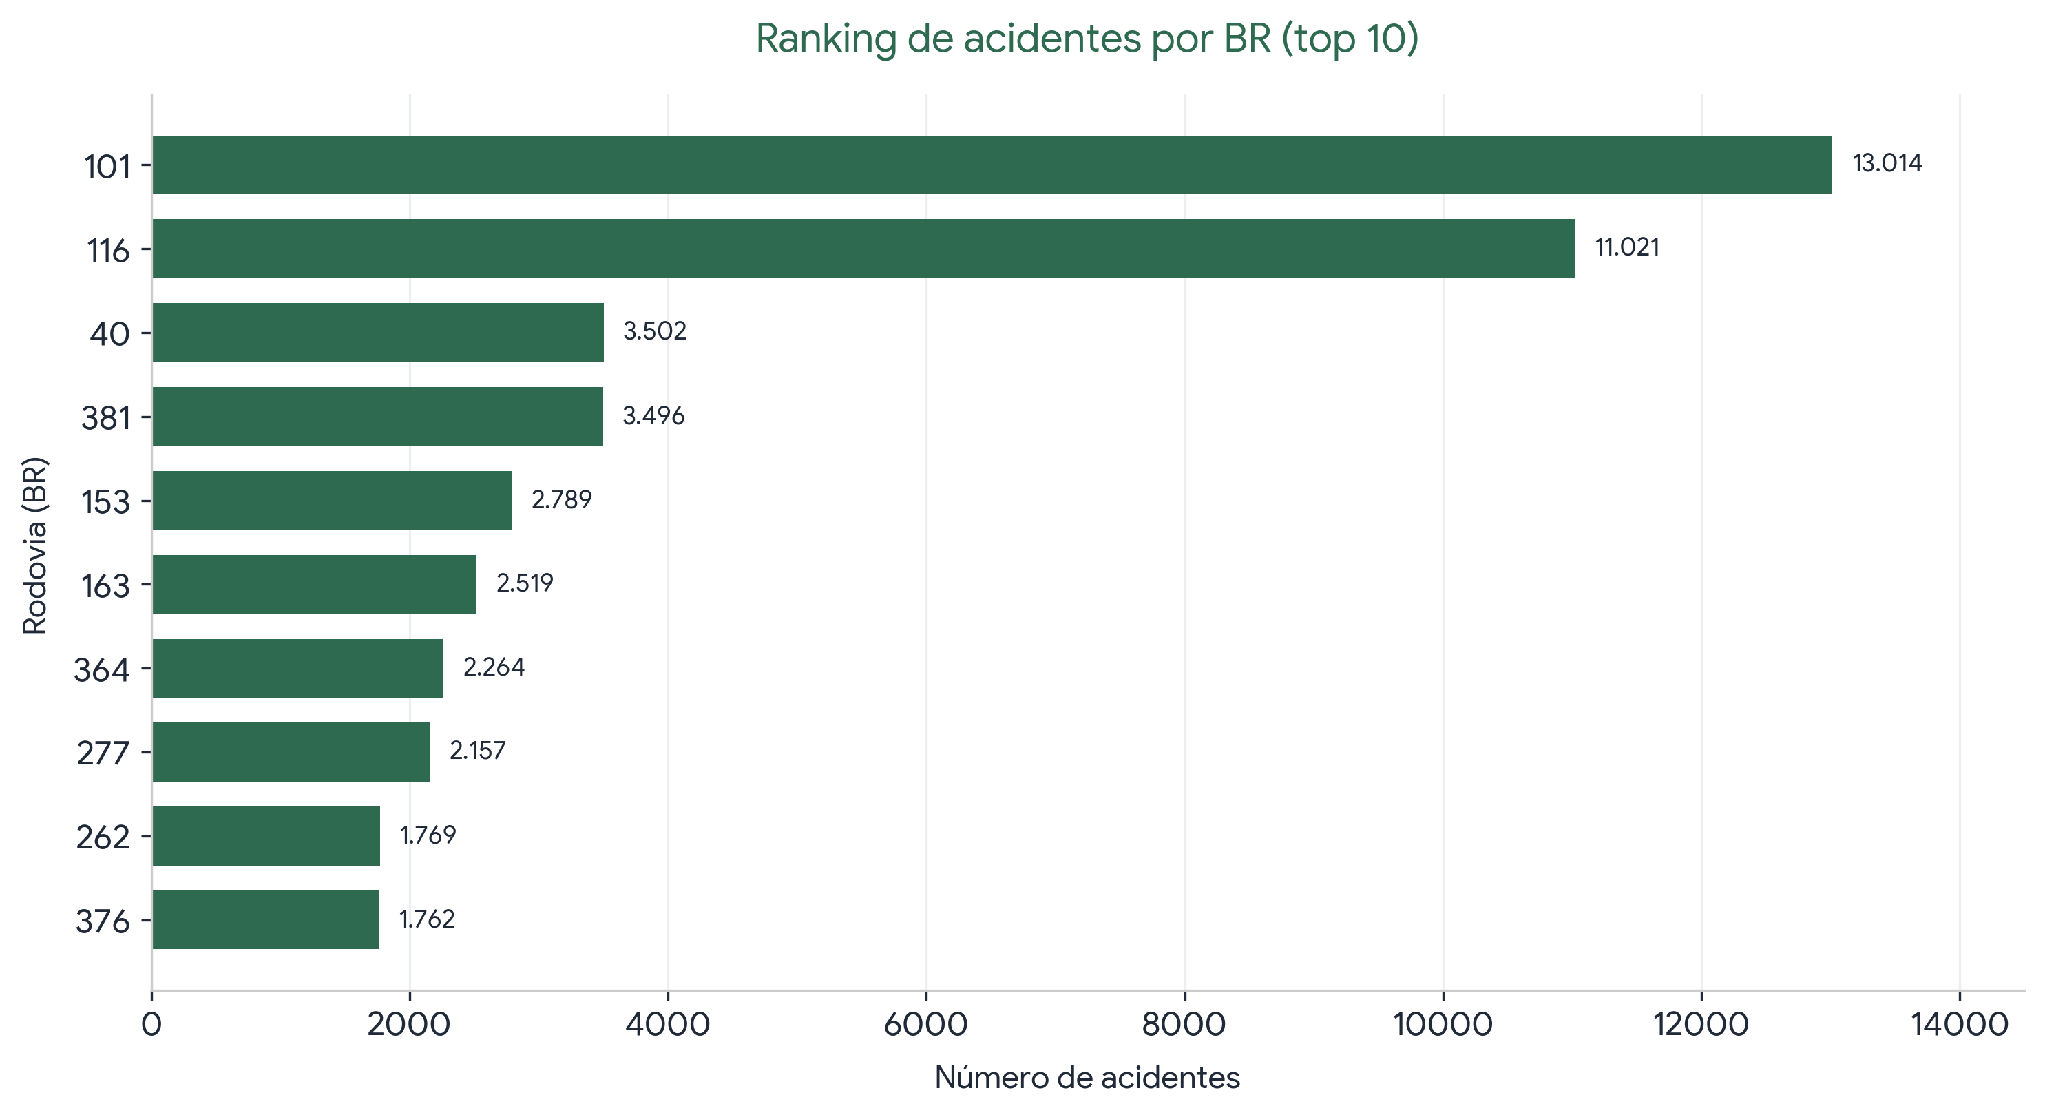 Ranking de acidentes por BR (top 10)
Rodovia (BR)
101 13.014
116 11.021
40 3.502
381 3.496
153 2.789
163 2.519
364 2.264
277 2.157
262 1.769
376 1.762
0 2000 4000 6000 8000 10000 12000 14000
Número de acidentes